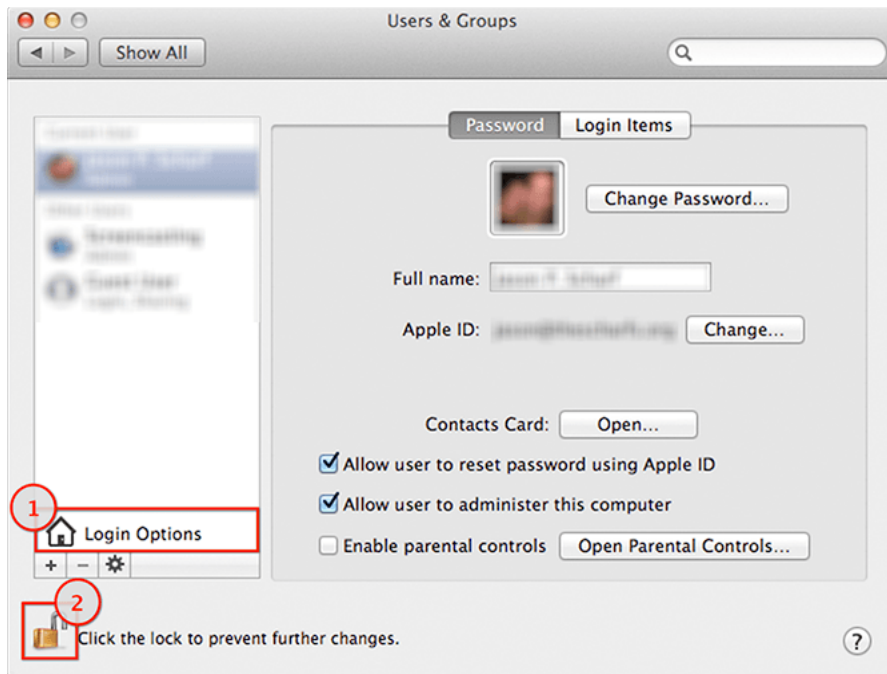 Users & Groups
Show All
Password
Login Items
Change Password...
Full name:
Apple ID:
Change...
Contacts Card:
Open...
Allow user to reset password using Apple ID
Allow user to administer this computer
Enable parental controls
Open Parental Controls...
1
Login Options
+
−
2
Click the lock to prevent further changes.
?